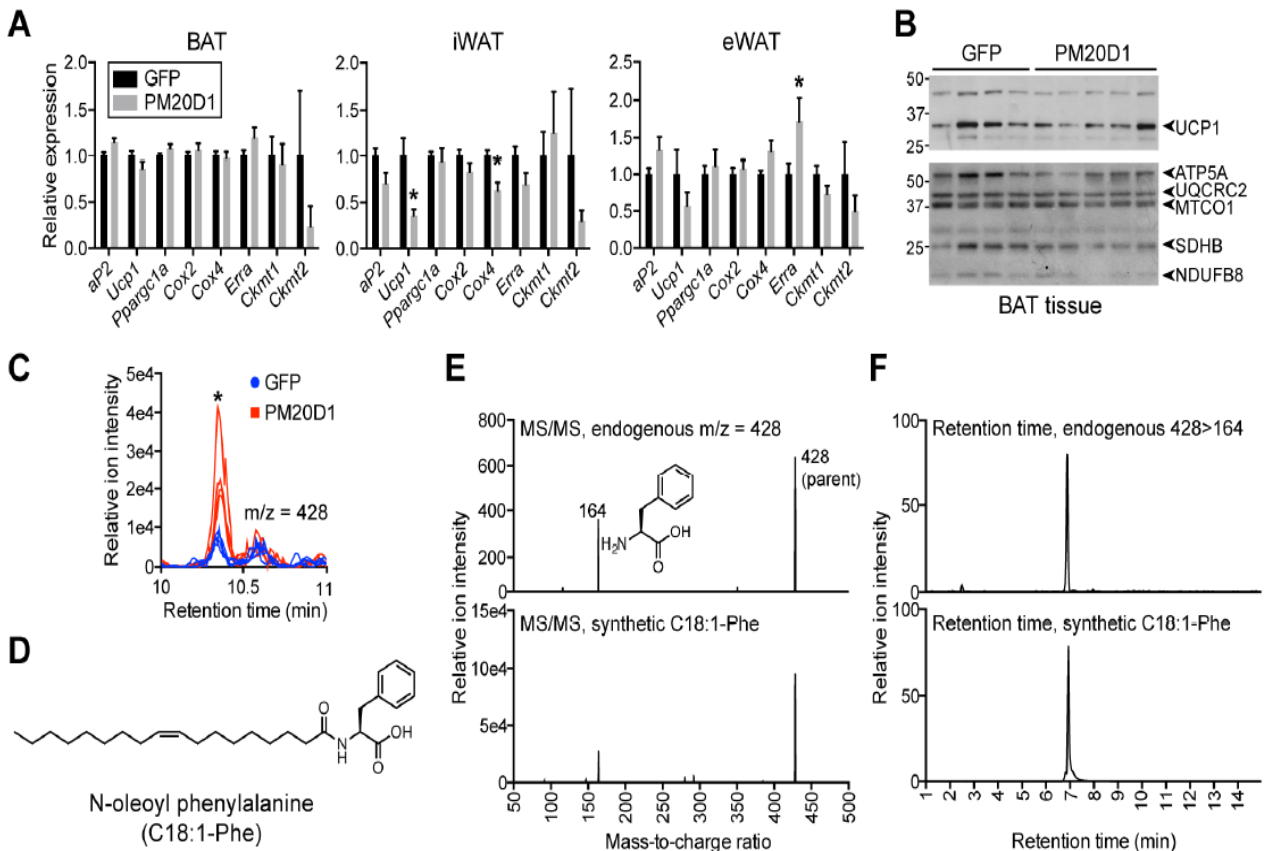 A
BAT
iWAT
eWAT
GFP
PM20D1
Relative expression
2.0
1.5
1.0
0.5
0.0
2.0
1.5
1.0
0.5
0.0
2.5
2.0
1.5
1.0
0.5
0.0
* * *
aP2 Ucp1 Ppargc1a Cox2 Cox4 Erra Ckmt1 Ckmt2
aP2 Ucp1 Ppargc1a Cox2 Cox4 Erra Ckmt1 Ckmt2
aP2 Ucp1 Ppargc1a Cox2 Cox4 Erra Ckmt1 Ckmt2
B
GFP PM20D1
50
37
25
UCP1
50
37
25
ATP5A
UQCRC2
MTCO1
SDHB
NDUFB8
BAT tissue
C
Relative ion intensity
5e4
4e4
3e4
2e4
1e4
0
*
GFP
PM20D1
m/z = 428
10 10.5 11
Retention time (min)
D
O
OH
N
H
O
N-oleoyl phenylalanine
(C18:1-Phe)
E
Relative ion intensity
800
600
400
200
0
MS/MS, endogenous m/z = 428
428
(parent)
164
H₂N
OH
O
15e4
10e4
5e4
0
MS/MS, synthetic C18:1-Phe
50 100 150 200 250 300 350 400 4500 5000
Mass-to-charge ratio
F
Relative ion intensity
100
50
0
Retention time, endogenous 428>164
100
50
0
Retention time, synthetic C18:1-Phe
1 2 3 4 5 6 7 8 9 10 11 12 13 14
Retention time (min)